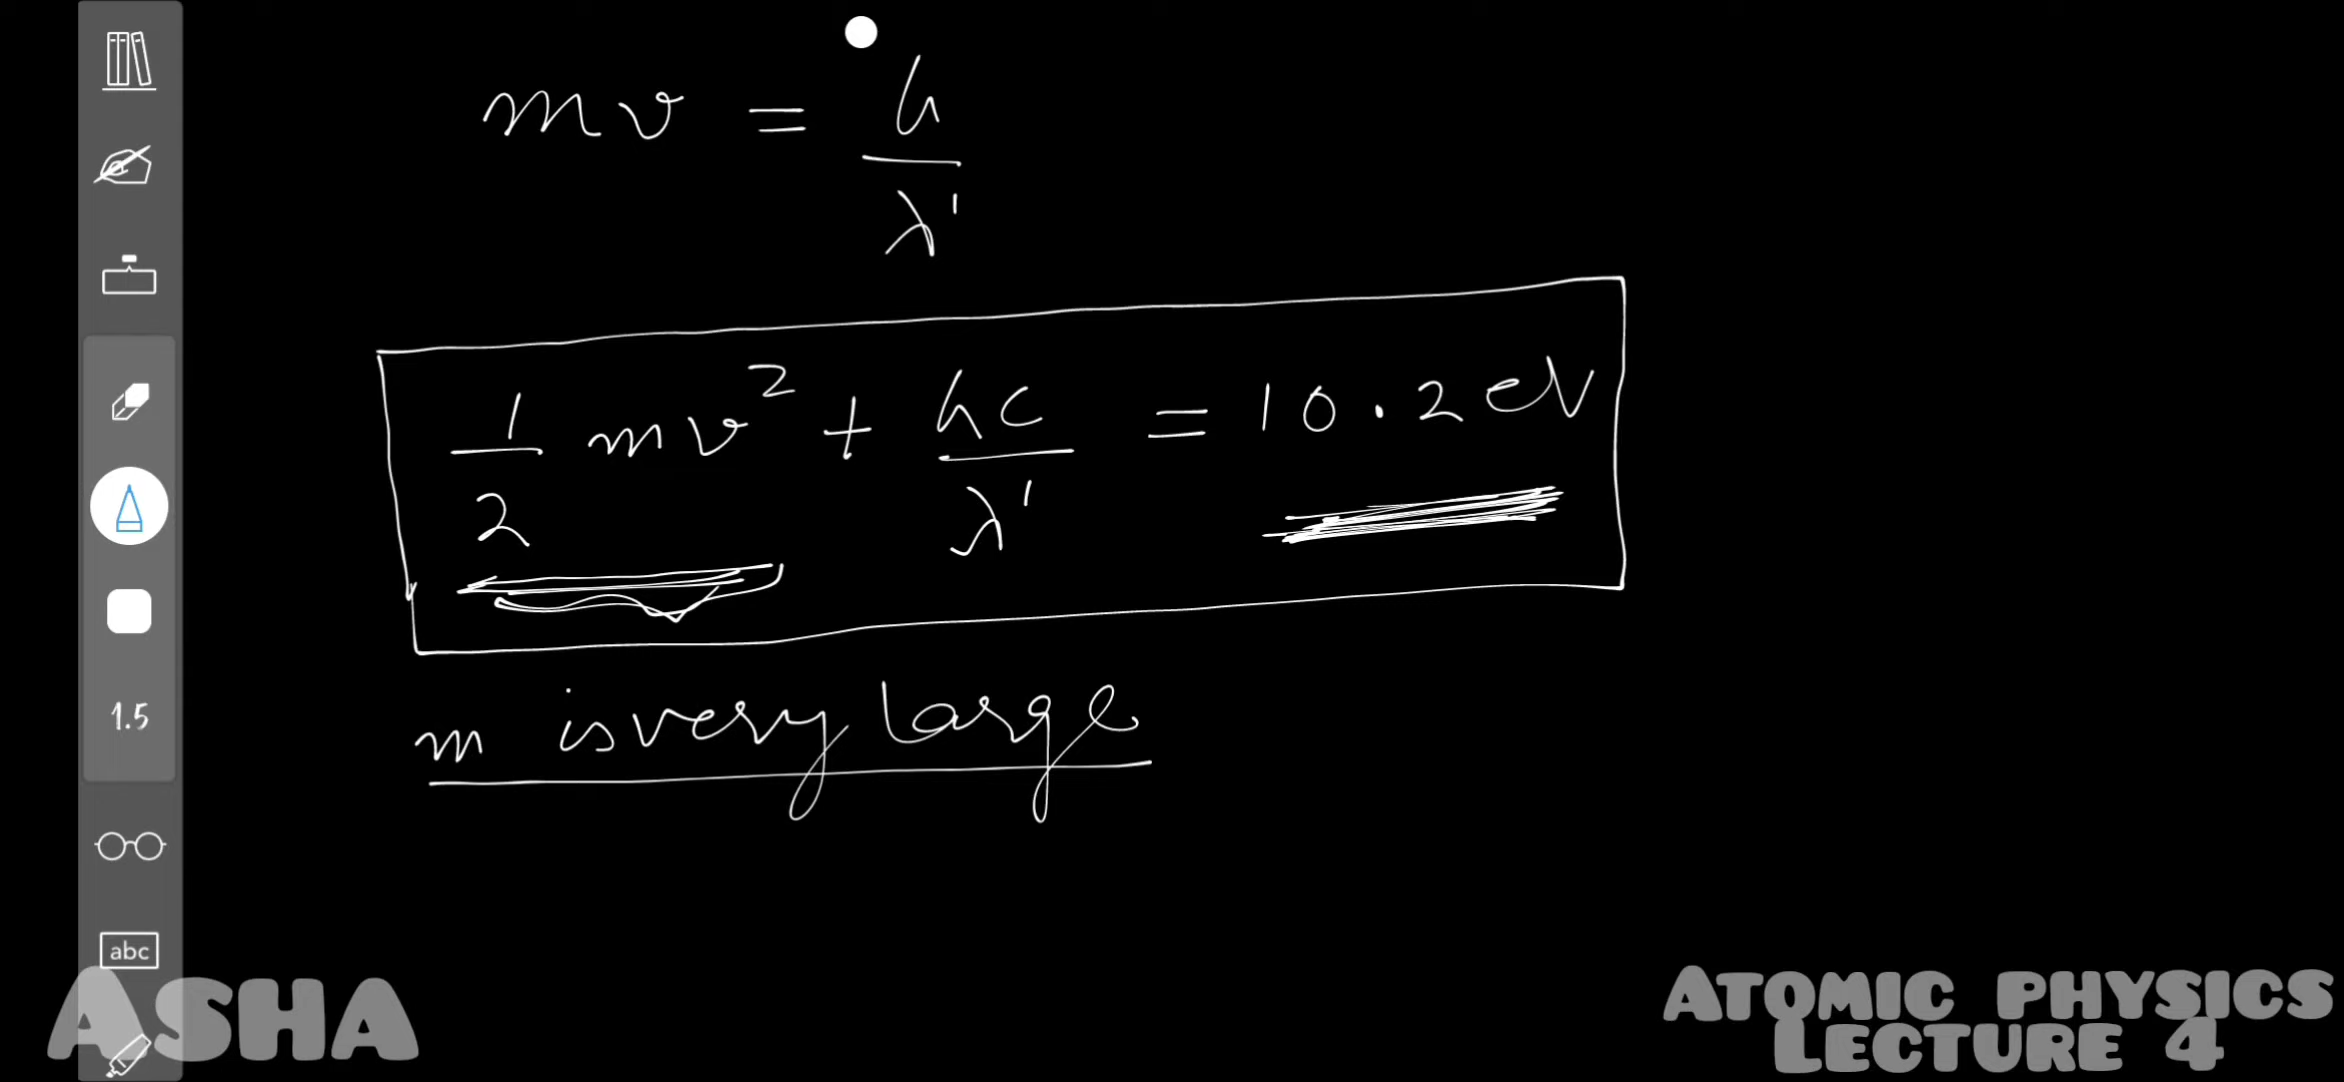 mv = h/λ'
1/2 mv² + hc/λ' = 10.2 eV
m is very large
1.5
abc
ASHA
ATOMIC PHYSICS
LECTURE 4